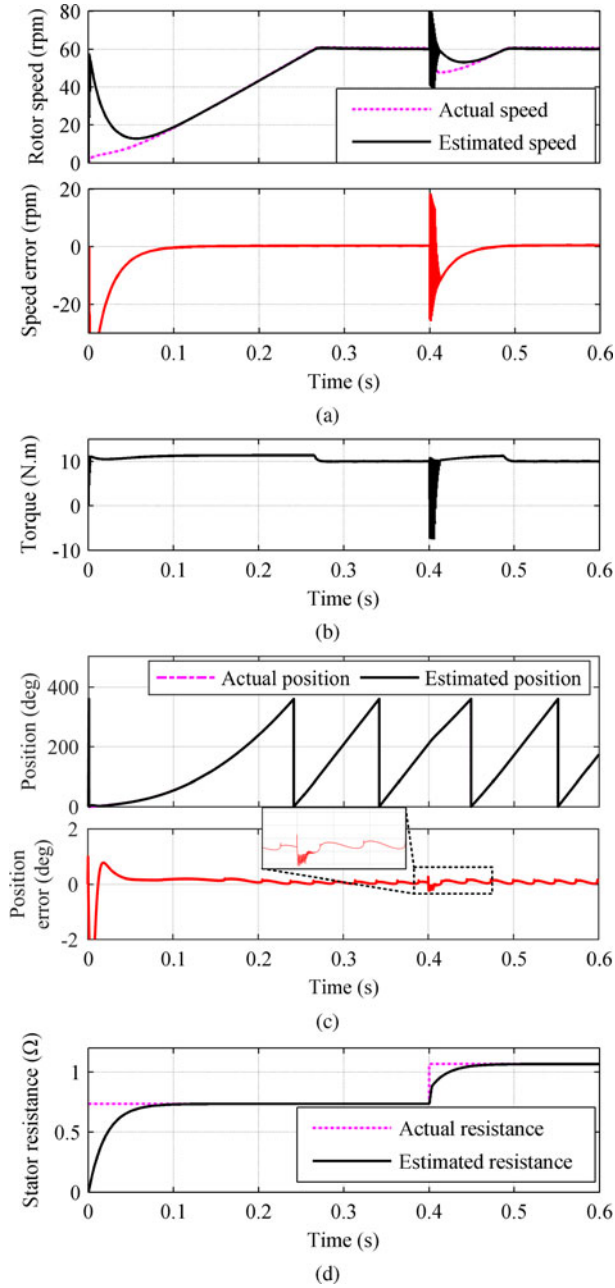 Rotor speed (rpm)
80
60
40
20
0
Actual speed
Estimated speed
Speed error (rpm)
20
0
-20
0 0.1 0.2 0.3 0.4 0.5 0.6
Time (s)
(a)
Torque (N.m)
10
0
-10
0 0.1 0.2 0.3 0.4 0.5 0.6
Time (s)
(b)
Position (deg)
400
200
0
Actual position Estimated position
Position
error (deg)
2
0
-2
0 0.1 0.2 0.3 0.4 0.5 0.6
Time (s)
(c)
Stator resistance (Ω)
1
0.5
0
Actual resistance
Estimated resistance
0 0.1 0.2 0.3 0.4 0.5 0.6
Time (s)
(d)